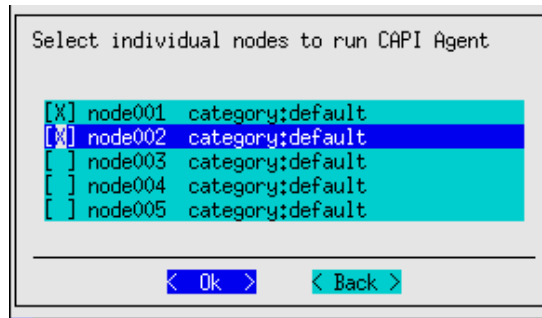 Select individual nodes to run CAPI Agent
[X] node001 category:default
[X] node002 category:default
[ ] node003 category:default
[ ] node004 category:default
[ ] node005 category:default
< Ok > < Back >